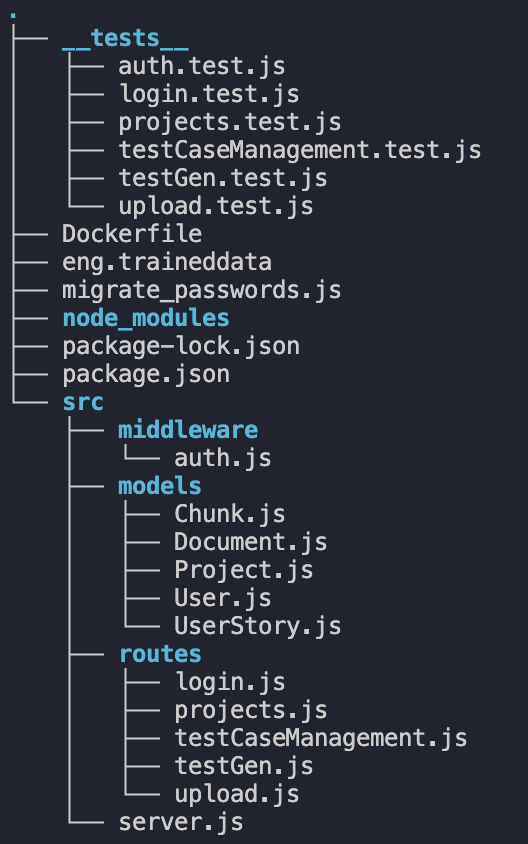 .
├── __tests__
│   ├── auth.test.js
│   ├── login.test.js
│   ├── projects.test.js
│   ├── testCaseManagement.test.js
│   ├── testGen.test.js
│   └── upload.test.js
├── Dockerfile
├── eng.traineddata
├── migrate_passwords.js
├── node_modules
├── package-lock.json
├── package.json
└── src
    ├── middleware
    │   └── auth.js
    ├── models
    │   ├── Chunk.js
    │   ├── Document.js
    │   ├── Project.js
    │   ├── User.js
    │   └── UserStory.js
    ├── routes
    │   ├── login.js
    │   ├── projects.js
    │   ├── testCaseManagement.js
    │   ├── testGen.js
    │   └── upload.js
    └── server.js